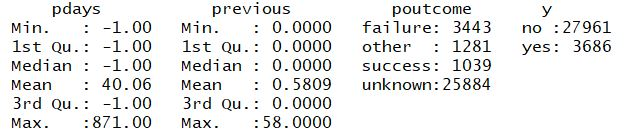 pdays           previous          poutcome       y
Min.   : -1.00   Min.   : 0.0000   failure: 3443   no :27961
1st Qu.: -1.00   1st Qu.: 0.0000   other  : 1281   yes: 3686
Median : -1.00   Median : 0.0000   success: 1039
Mean   : 40.06   Mean   : 0.5809   unknown:25884
3rd Qu.: -1.00   3rd Qu.: 0.0000
Max.   :871.00   Max.   :58.0000